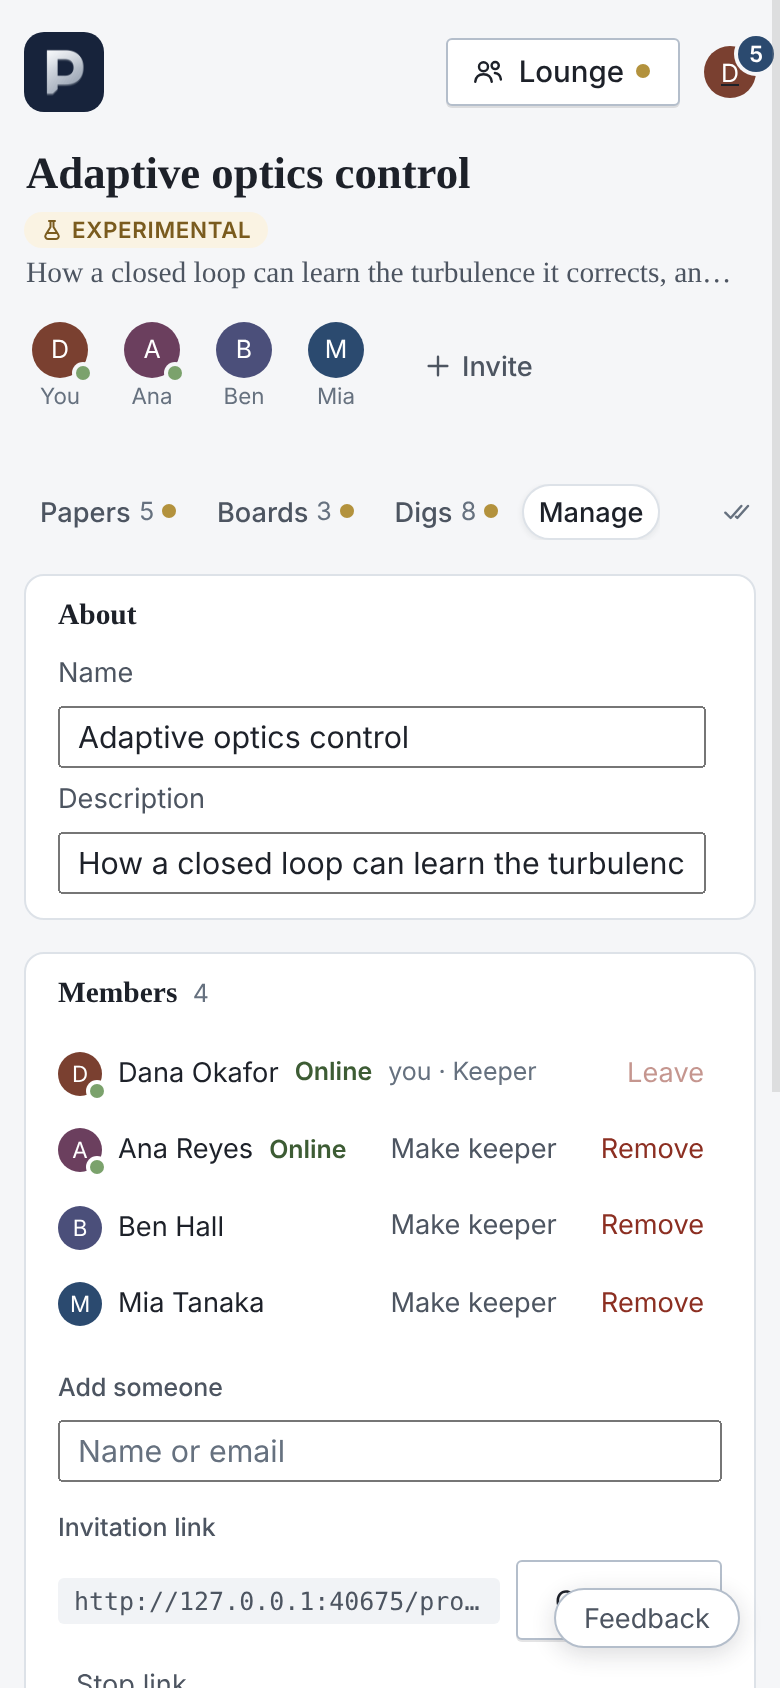 P
Lounge
D 5
Adaptive optics control
EXPERIMENTAL
How a closed loop can learn the turbulence it corrects, an…
D A B M
You Ana Ben Mia
+ Invite
Papers 5 Boards 3 Digs 8 Manage
About
Name
Adaptive optics control
Description
How a closed loop can learn the turbulenc
Members 4
D Dana Okafor Online you · Keeper Leave
A Ana Reyes Online Make keeper Remove
B Ben Hall Make keeper Remove
M Mia Tanaka Make keeper Remove
Add someone
Name or email
Invitation link
http://127.0.0.1:40675/pro…
Feedback
Stop link